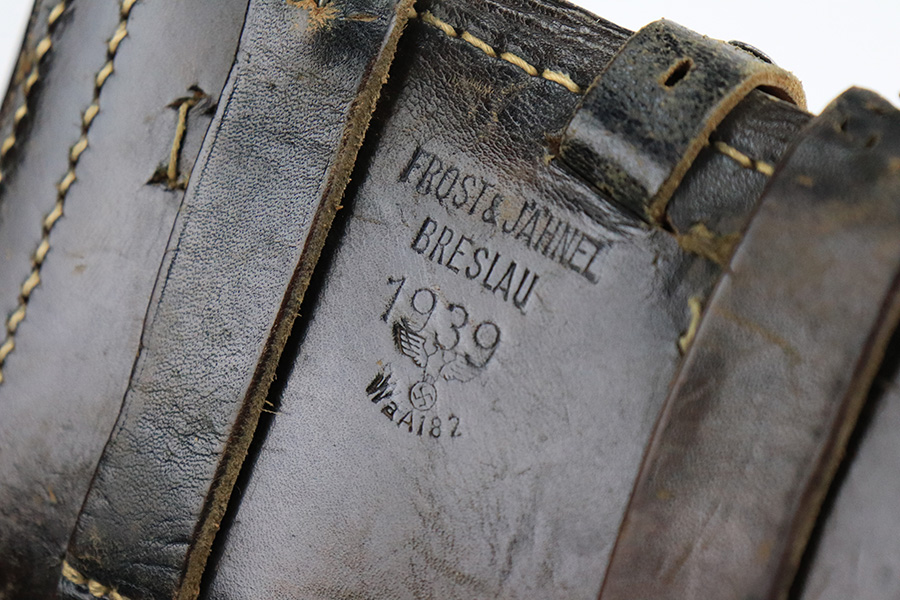 FROST & JÄHNEL
BRESLAU
1939
WaA182